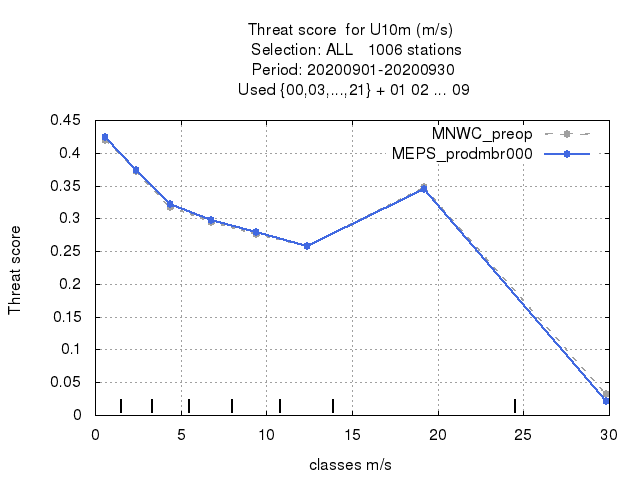 Threat score  for U10m (m/s)
Selection: ALL   1006 stations
Period: 20200901-20200930
Used {00,03,...,21} + 01 02 ... 09
MNWC_preop
MEPS_prodmbr000
Threat score
0.45
0.4
0.35
0.3
0.25
0.2
0.15
0.1
0.05
0
0 5 10 15 20 25 30
classes m/s